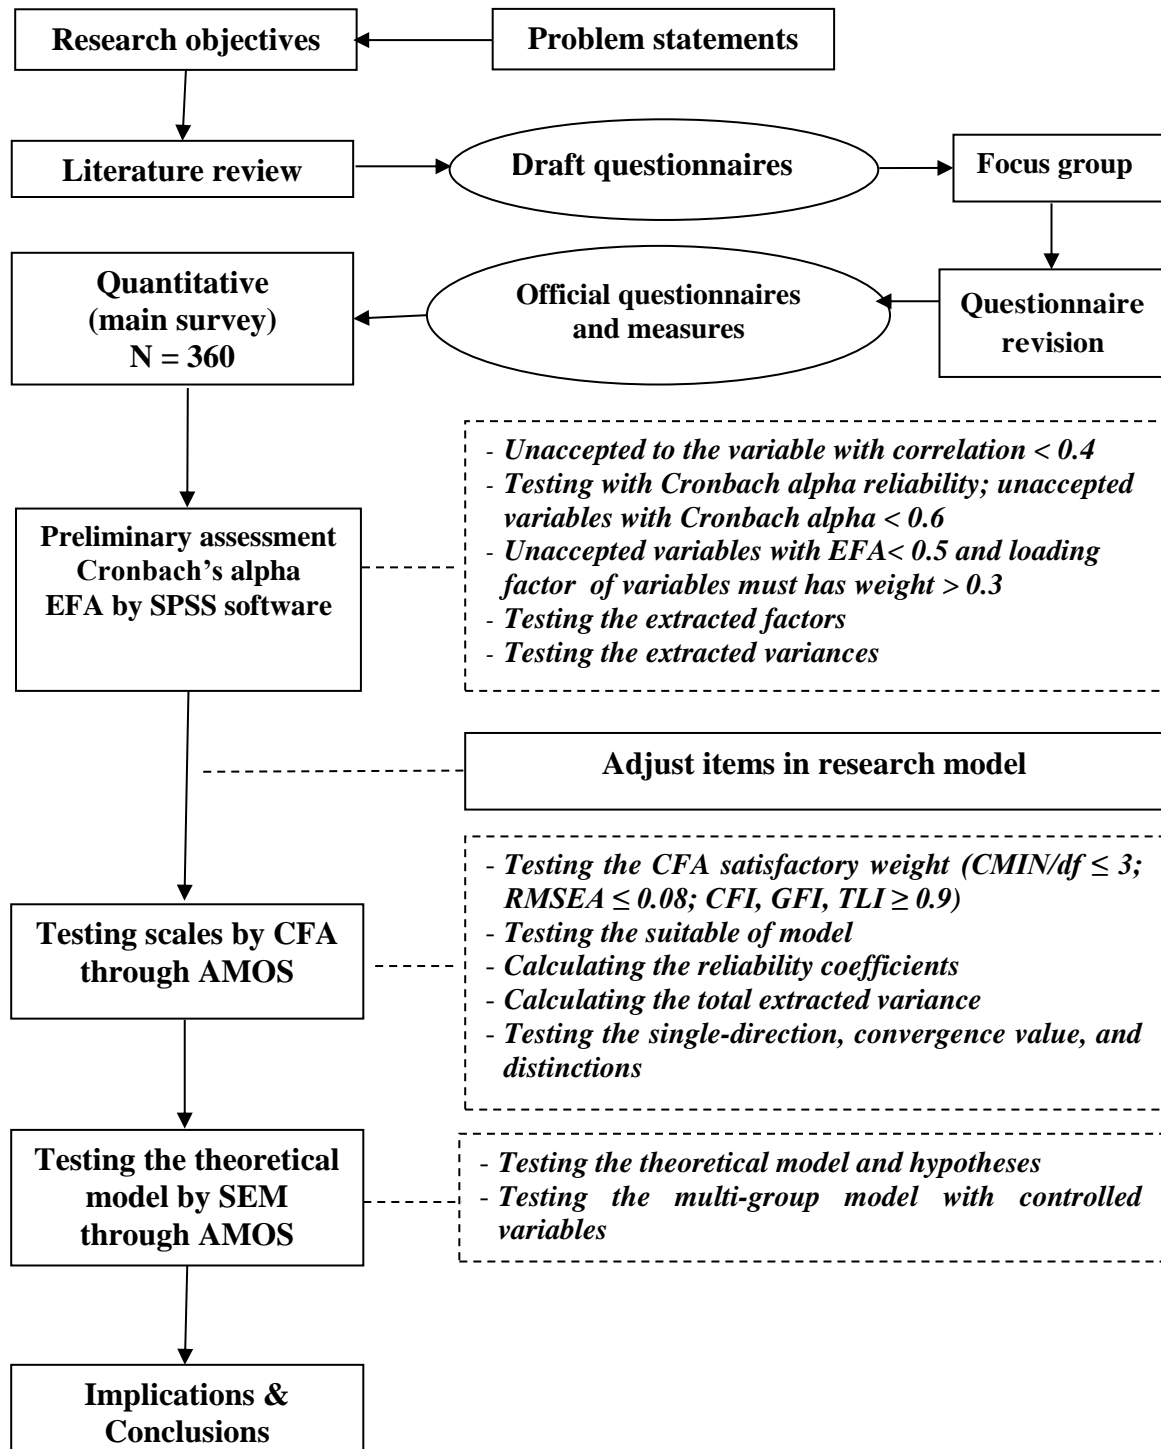 Research objectives
Problem statements
Literature review
Draft questionnaires
Focus group
Quantitative
(main survey)
N = 360
Official questionnaires
and measures
Questionnaire
revision
- Unaccepted to the variable with correlation < 0.4
- Testing with Cronbach alpha reliability; unaccepted
variables with Cronbach alpha < 0.6
- Unaccepted variables with EFA< 0.5 and loading
factor of variables must has weight > 0.3
- Testing the extracted factors
- Testing the extracted variances
Preliminary assessment
Cronbach's alpha
EFA by SPSS software
Adjust items in research model
- Testing the CFA satisfactory weight (CMIN/df ≤ 3;
RMSEA ≤ 0.08; CFI, GFI, TLI ≥ 0.9)
- Testing the suitable of model
- Calculating the reliability coefficients
- Calculating the total extracted variance
- Testing the single-direction, convergence value, and
distinctions
Testing scales by CFA
through AMOS
Testing the theoretical
model by SEM
through AMOS
- Testing the theoretical model and hypotheses
- Testing the multi-group model with controlled
variables
Implications &
Conclusions